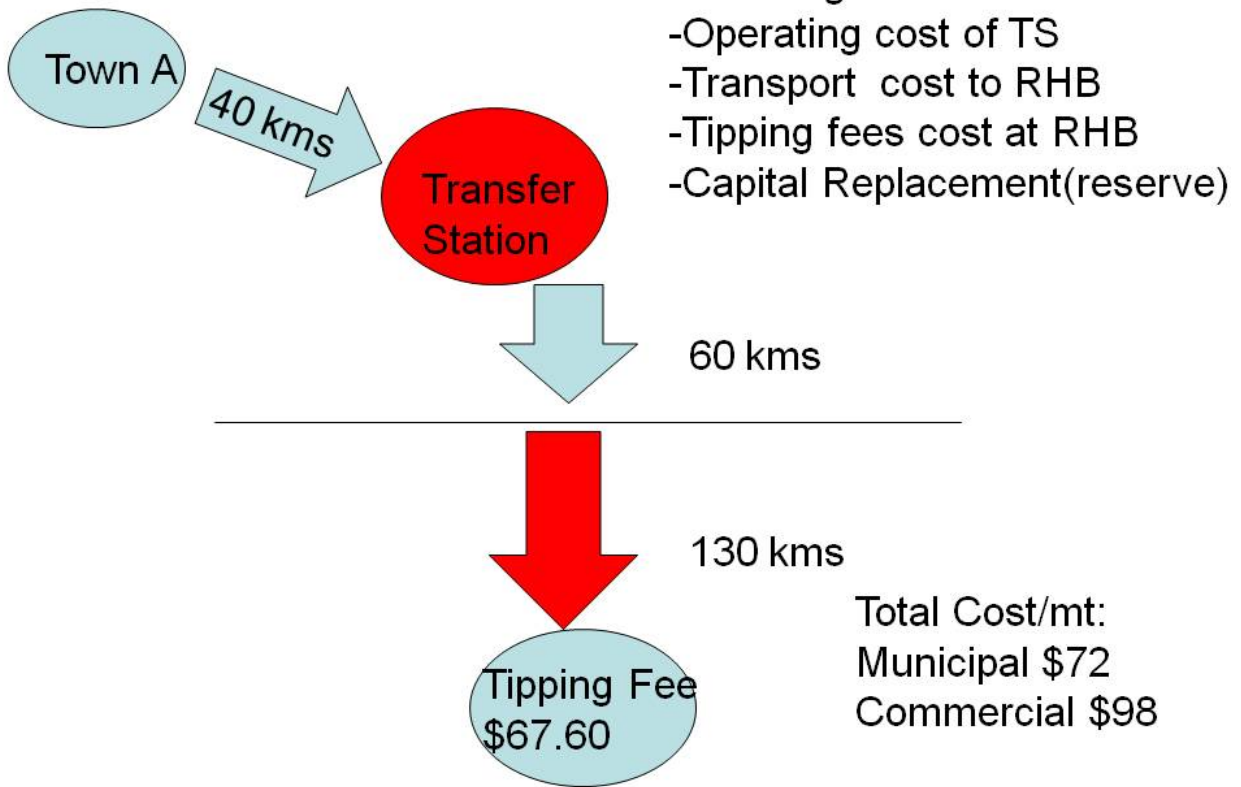 -Operating cost of TS
-Transport cost to RHB
-Tipping fees cost at RHB
-Capital Replacement(reserve)
Town A
40 kms
Transfer
Station
60 kms
130 kms
Total Cost/mt:
Municipal $72
Commercial $98
Tipping Fee
$67.60